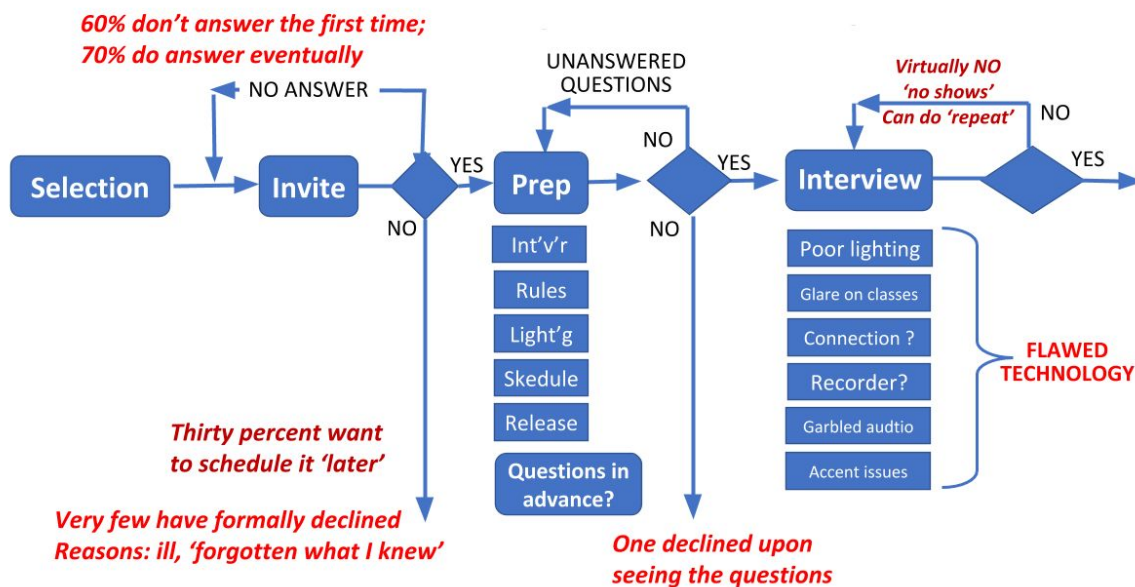 60% don’t answer the first time;
70% do answer eventually
NO ANSWER
Selection
Invite
YES
NO
Thirty percent want
to schedule it ‘later’
Very few have formally declined
Reasons: ill, ‘forgotten what I knew’
UNANSWERED
QUESTIONS
NO
Prep
YES
NO
Int’v’r
Rules
Light’g
Skedule
Release
Questions in
advance?
One declined upon
seeing the questions
Virtually NO
‘no shows’
Can do ‘repeat’
NO
Interview
YES
Poor lighting
Glare on classes
Connection ?
Recorder?
Garbled audtio
Accent issues
FLAWED
TECHNOLOGY